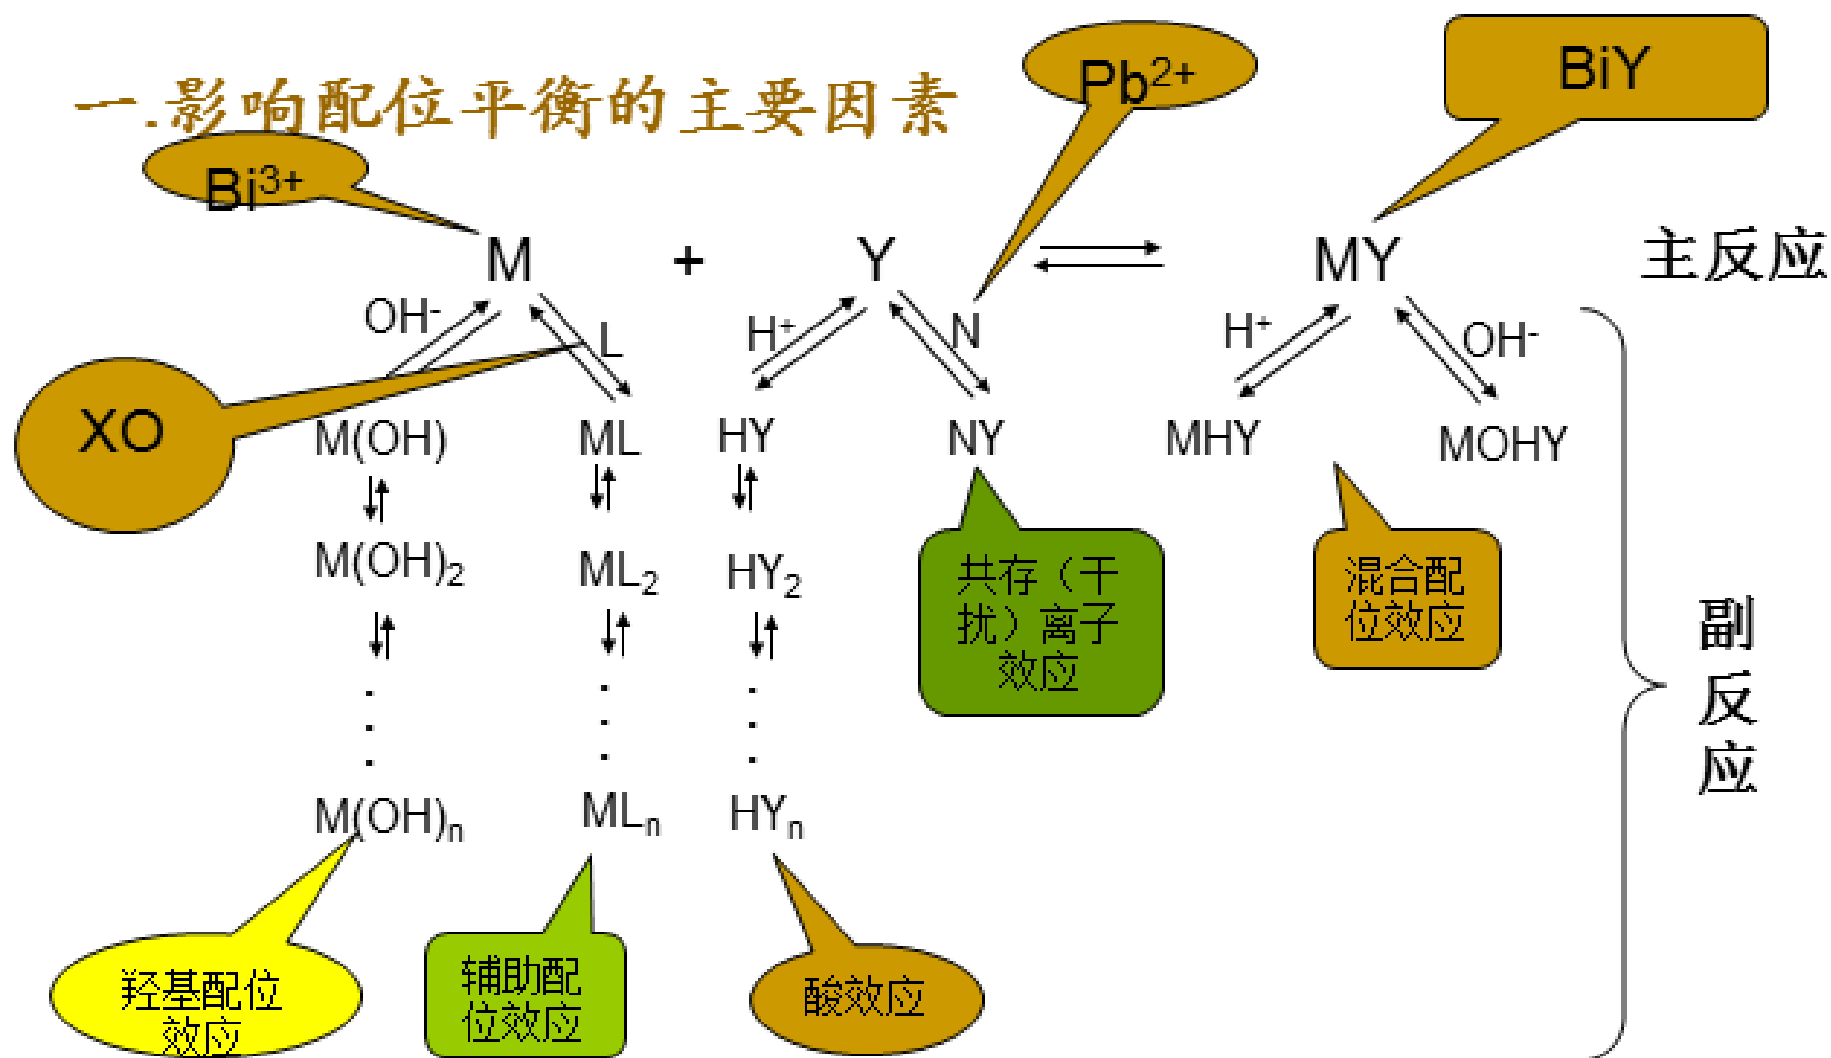 一.影响配位平衡的主要因素
Pb²⁺
BiY
Bi³⁺
M + Y ⇌ MY 主反应
OH⁻ L H⁺ N H⁺ OH⁻
XO
M(OH) ML HY NY MHY MOHY
M(OH)₂ ML₂ HY₂
共存（干
扰）离子
效应
混合配
位效应
副
反
应
M(OH)ₙ MLₙ HYₙ
羟基配位
效应
辅助配
位效应
酸效应